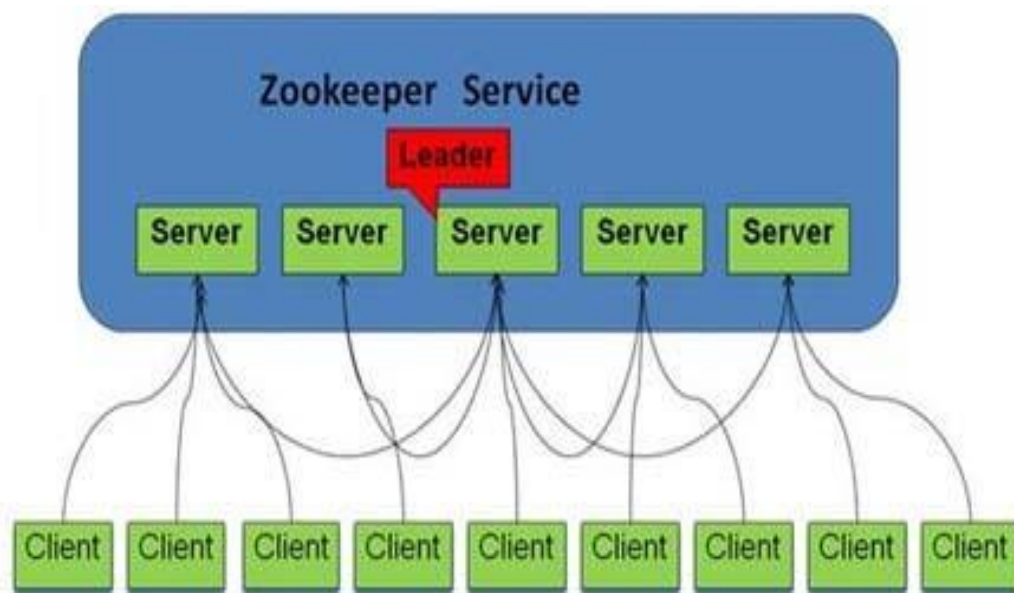 Zookeeper Service
Leader
Server Server Server Server Server
Client Client Client Client Client Client Client Client Client